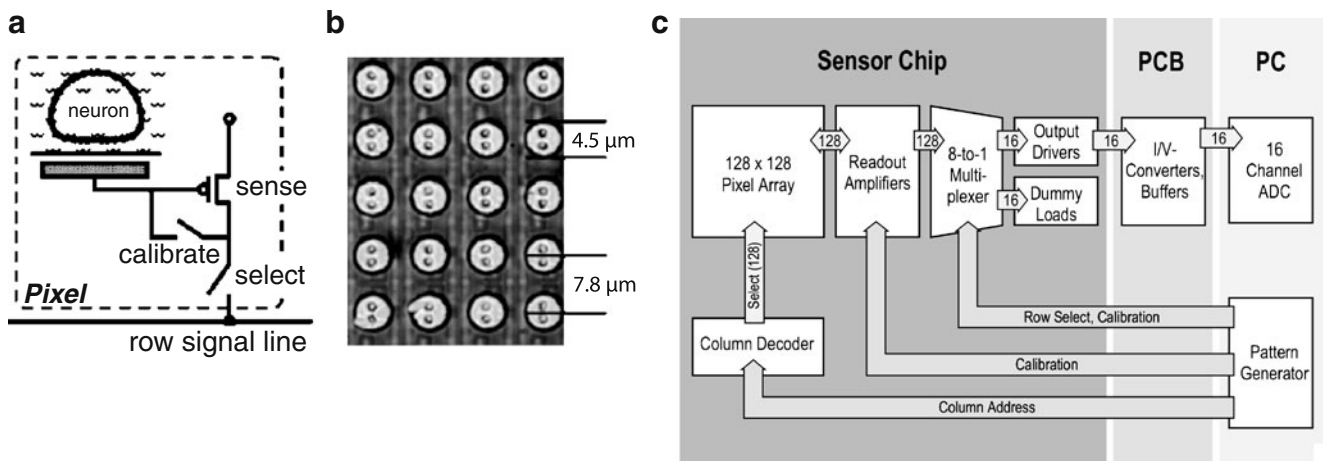 a
neuron
sense
calibrate
select
Pixel
row signal line
b
4.5 µm
7.8 µm
c
Sensor Chip
PCB
PC
128 x 128
Pixel Array
128
Readout
Amplifiers
128
8-to-1
Multi-
plexer
16
Output
Drivers
16
Dummy
Loads
16
I/V-
Converters,
Buffers
16
16
Channel
ADC
Select (128)
Column Decoder
Row Select, Calibration
Calibration
Column Address
Pattern
Generator